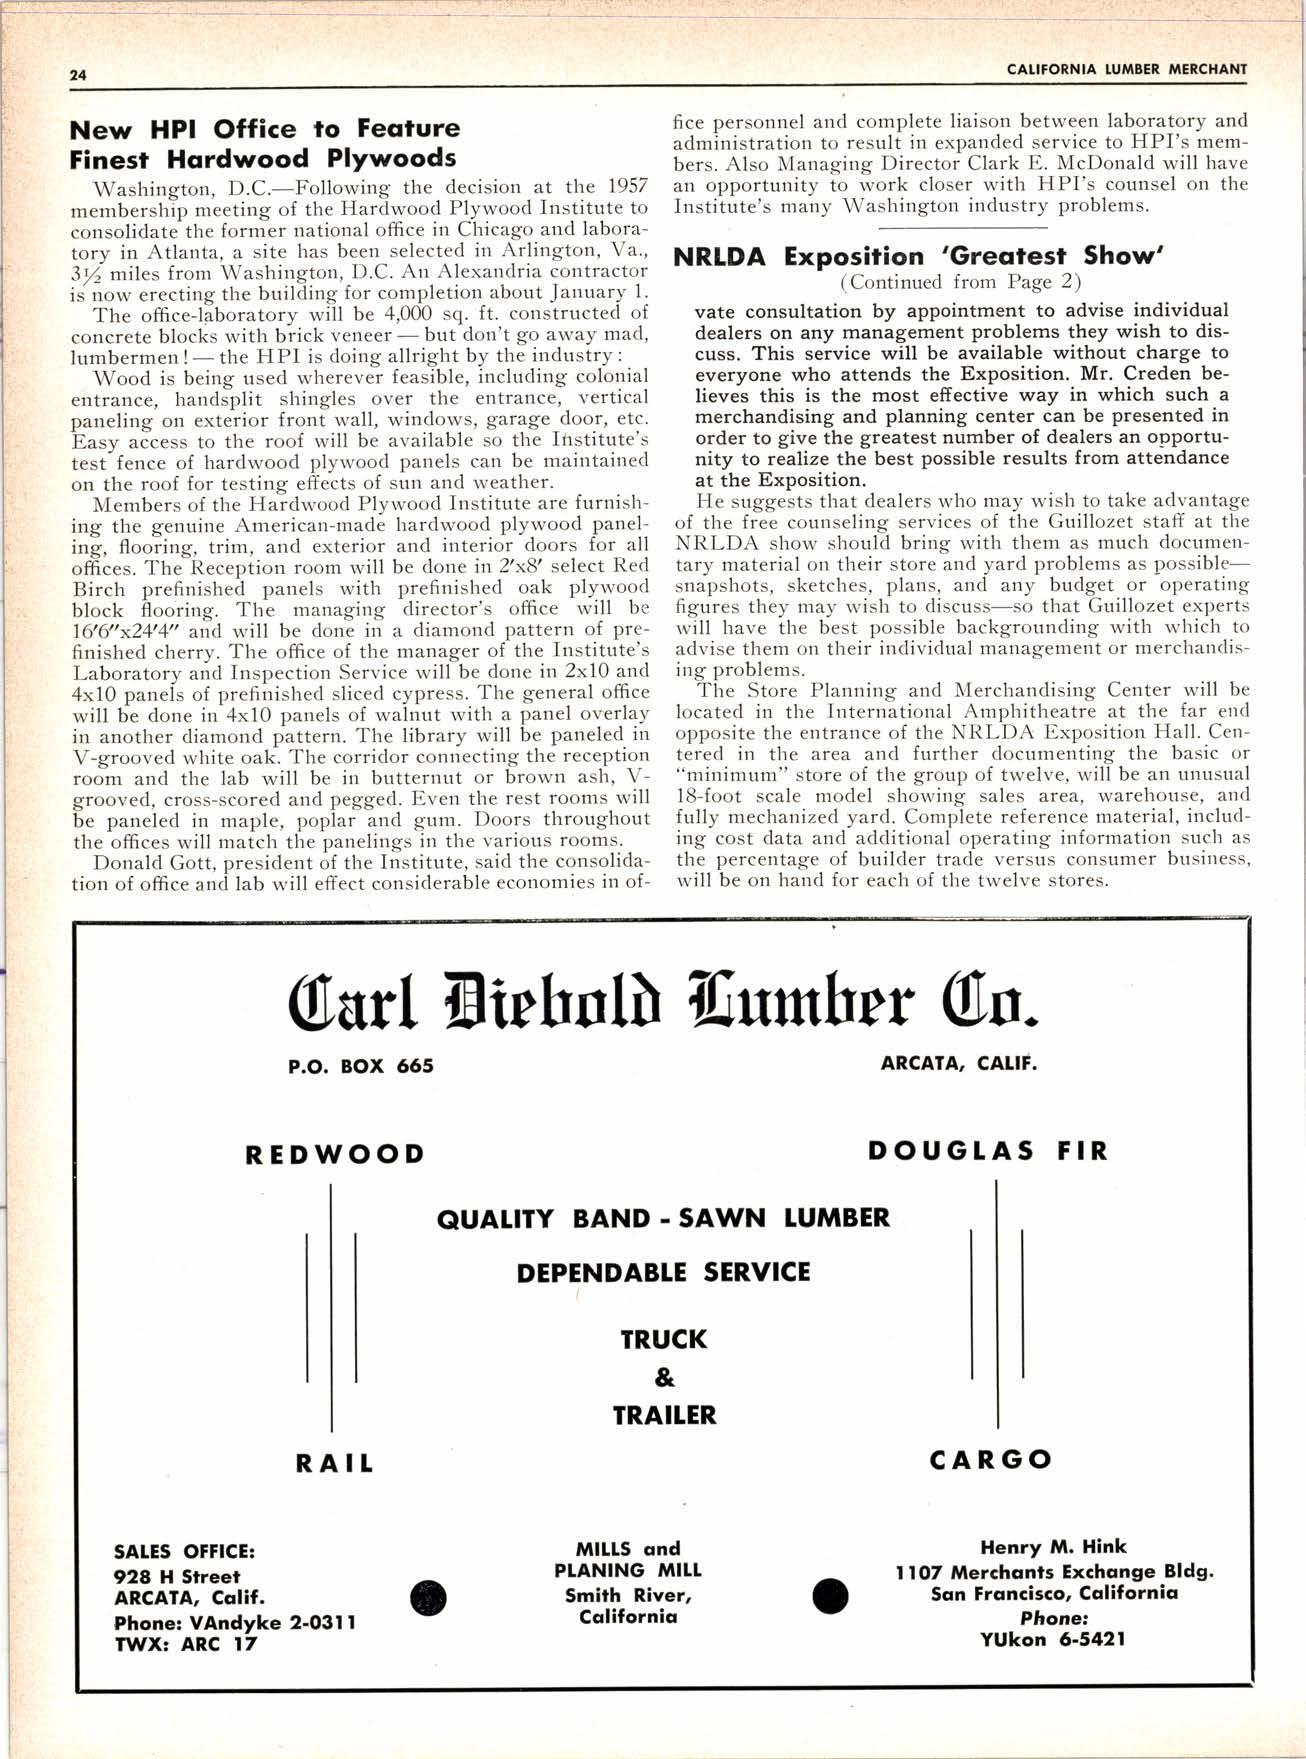 24
CALIFORNIA LUMBER MERCHANT
New HPI Office to Feature
Finest Hardwood Plywoods
Washington, D.C.—Following the decision at the 1957
membership meeting of the Hardwood Plywood Institute to
consolidate the former national office in Chicago and labora-
tory in Atlanta, a site has been selected in Arlington, Va.,
3½ miles from Washington, D.C. An Alexandria contractor
is now erecting the building for completion about January 1.
The office-laboratory will be 4,000 sq. ft. constructed of
concrete blocks with brick veneer — but don't go away mad,
lumbermen! — the HPI is doing allright by the industry:
Wood is being used wherever feasible, including colonial
entrance, handsplit shingles over the entrance, vertical
paneling on exterior front wall, windows, garage door, etc.
Easy access to the roof will be available so the Institute's
test fence of hardwood plywood panels can be maintained
on the roof for testing effects of sun and weather.
Members of the Hardwood Plywood Institute are furnish-
ing the genuine American-made hardwood plywood panel-
ing, flooring, trim, and exterior and interior doors for all
offices. The Reception room will be done in 2'x8' select Red
Birch prefinished panels with prefinished oak plywood
block flooring. The managing director's office will be
16'6"x24'4" and will be done in a diamond pattern of pre-
finished cherry. The office of the manager of the Institute's
Laboratory and Inspection Service will be done in 2x10 and
4x10 panels of prefinished sliced cypress. The general office
will be done in 4x10 panels of walnut with a panel overlay
in another diamond pattern. The library will be paneled in
V-grooved white oak. The corridor connecting the reception
room and the lab will be in butternut or brown ash, V-
grooved, cross-scored and pegged. Even the rest rooms will
be paneled in maple, poplar and gum. Doors throughout
the offices will match the panelings in the various rooms.
Donald Gott, president of the Institute, said the consolida-
tion of office and lab will effect considerable economies in of-
fice personnel and complete liaison between laboratory and
administration to result in expanded service to HPI's mem-
bers. Also Managing Director Clark E. McDonald will have
an opportunity to work closer with HPI's counsel on the
Institute's many Washington industry problems.
NRLDA Exposition 'Greatest Show'
(Continued from Page 2)
vate consultation by appointment to advise individual
dealers on any management problems they wish to dis-
cuss. This service will be available without charge to
everyone who attends the Exposition. Mr. Creden be-
lieves this is the most effective way in which such a
merchandising and planning center can be presented in
order to give the greatest number of dealers an opportu-
nity to realize the best possible results from attendance
at the Exposition.
He suggests that dealers who may wish to take advantage
of the free counseling services of the Guillozet staff at the
NRLDA show should bring with them as much documen-
tary material on their store and yard problems as possible—
snapshots, sketches, plans, and any budget or operating
figures they may wish to discuss—so that Guillozet experts
will have the best possible backgrounding with which to
advise them on their individual management or merchandis-
ing problems.
The Store Planning and Merchandising Center will be
located in the International Amphitheatre at the far end
opposite the entrance of the NRLDA Exposition Hall. Cen-
tered in the area and further documenting the basic or
“minimum” store of the group of twelve, will be an unusual
18-foot scale model showing sales area, warehouse, and
fully mechanized yard. Complete reference material, includ-
ing cost data and additional operating information such as
the percentage of builder trade versus consumer business,
will be on hand for each of the twelve stores.
Carl Diebold Lumber Co.
P.O. BOX 665
ARCATA, CALIF.
REDWOOD
DOUGLAS FIR
QUALITY BAND - SAWN LUMBER
DEPENDABLE SERVICE
TRUCK
&
TRAILER
RAIL
CARGO
SALES OFFICE:
928 H Street
ARCATA, Calif.
Phone: VAndyke 2-0311
TWX: ARC 17
MILLS and
PLANING MILL
Smith River,
California
Henry M. Hink
1107 Merchants Exchange Bldg.
San Francisco, California
Phone:
YUkon 6-5421